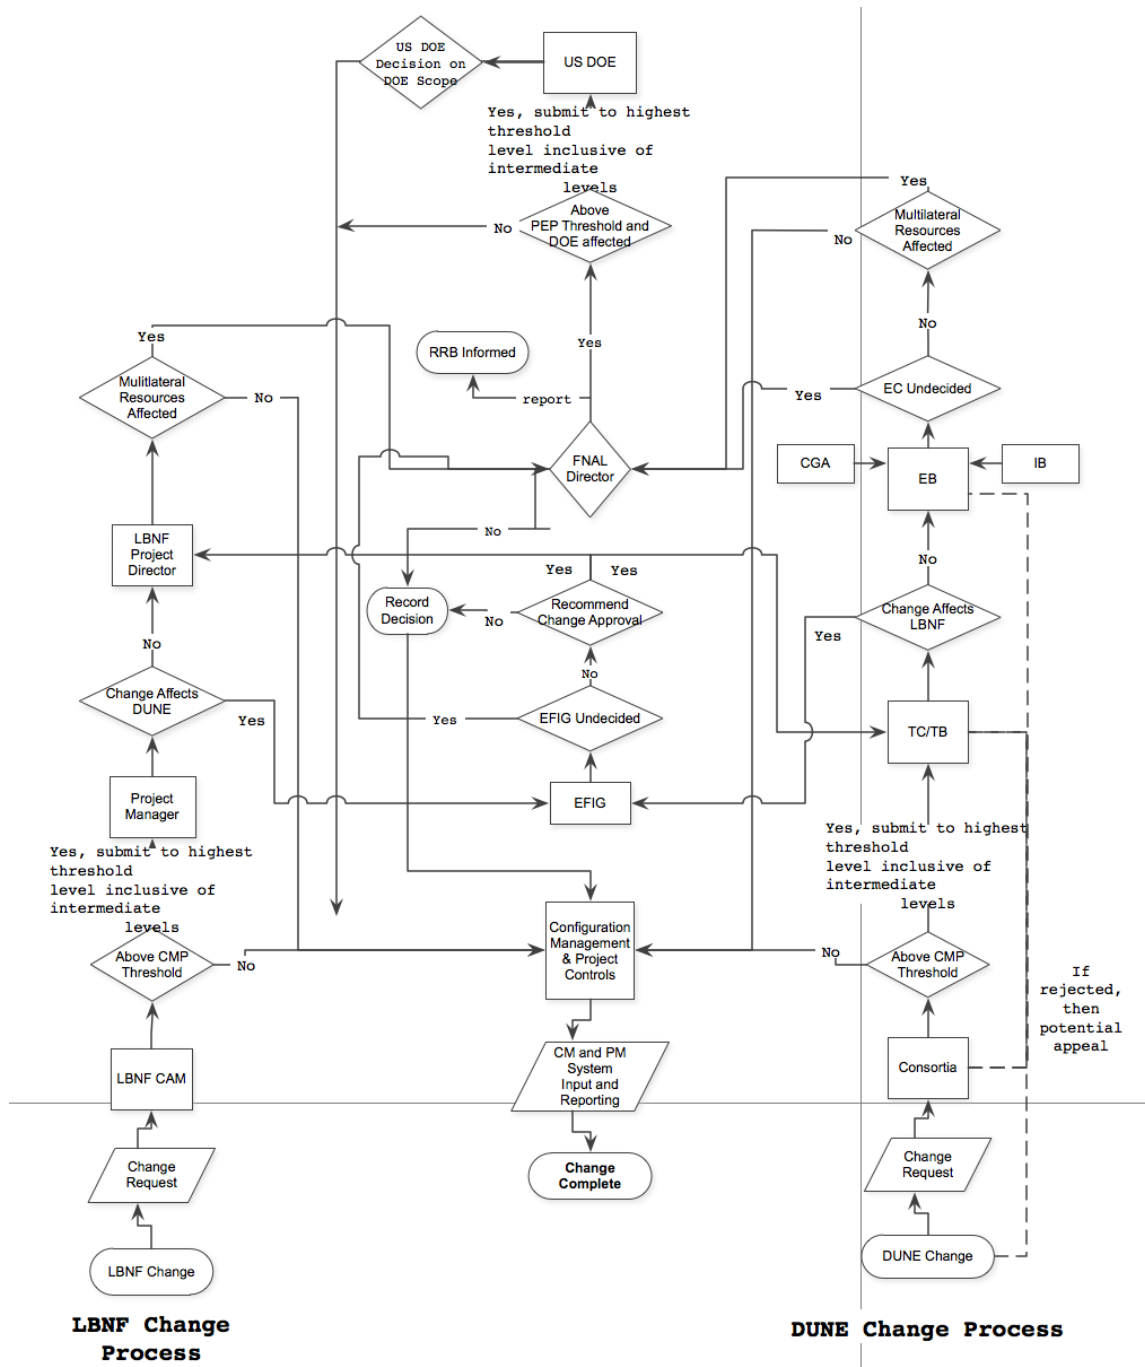 US DOE
Decision on
DOE Scope
US DOE
Yes, submit to highest
threshold
level inclusive of
intermediate
levels
Yes
Above
PEP Threshold and
DOE affected
No
Multilateral
Resources
Affected
No
No
Yes
Yes
RRB Informed
Mulitlateral
Resources
Affected
No
report
EC Undecided
Yes
CGA
EB
IB
FNAL
Director
No
LBNF
Project
Director
No
Yes
Yes
Record
Decision
No
Recommend
Change Approval
Change Affects
LBNF
Yes
No
No
Change Affects
DUNE
Yes
Yes
EFIG Undecided
TC/TB
Project
Manager
EFIG
Yes, submit to highest
threshold
level inclusive of
intermediate
levels
Yes, submit to highest
threshold
level inclusive of
intermediate
levels
Above CMP
Threshold
No
Configuration
Management
& Project
Controls
No
Above CMP
Threshold
If
rejected,
then
potential
appeal
LBNF CAM
CM and PM
System
Input and
Reporting
Consortia
Change
Request
Change
Complete
Change
Request
LBNF Change
DUNE Change
LBNF Change
Process
DUNE Change Process